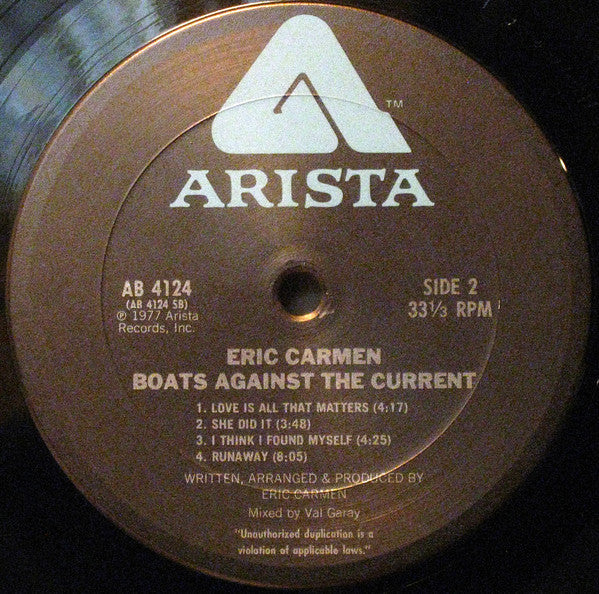 TM
ARISTA
AB 4124
(AB 4124 SB)
℗ 1977 Arista
Records, Inc.
SIDE 2
33⅓ RPM
ERIC CARMEN
BOATS AGAINST THE CURRENT
1. LOVE IS ALL THAT MATTERS (4:17)
2. SHE DID IT (3:48)
3. I THINK I FOUND MYSELF (4:25)
4. RUNAWAY (8:05)
WRITTEN, ARRANGED & PRODUCED BY
ERIC CARMEN
Mixed by Val Garay
"Unauthorized duplication is a
violation of applicable laws."